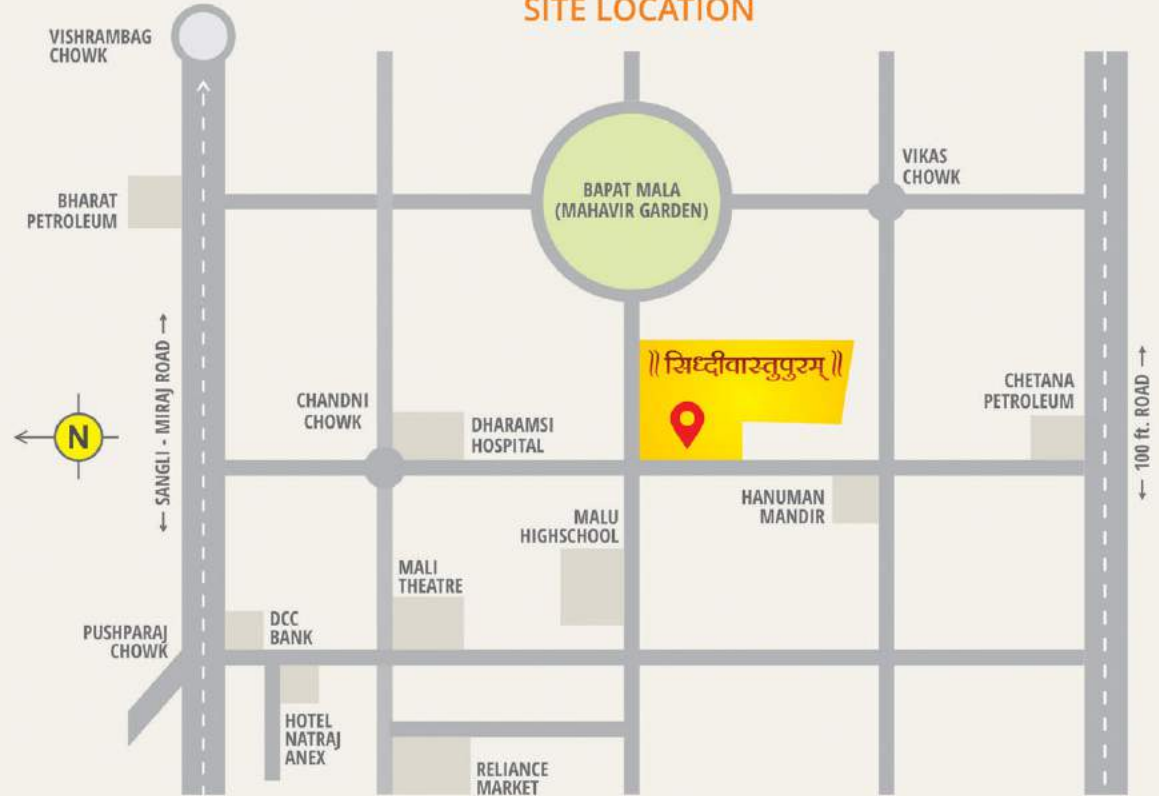 SITE LOCATION
VISHRAMBAG
CHOWK
VIKAS
CHOWK
BHARAT
PETROLEUM
BAPAT MALA
(MAHAVIR GARDEN)
SANGLI - MIRAJ ROAD
N
CHANDNI
CHOWK
DHARAMSI
HOSPITAL
॥ सिध्दीवास्तुपुरम् ॥
CHETANA
PETROLEUM
100 ft. ROAD
HANUMAN
MANDIR
MALU
HIGHSCHOOL
MALI
THEATRE
PUSHPARAJ
CHOWK
DCC
BANK
HOTEL
NATRAJ
ANEX
RELIANCE
MARKET